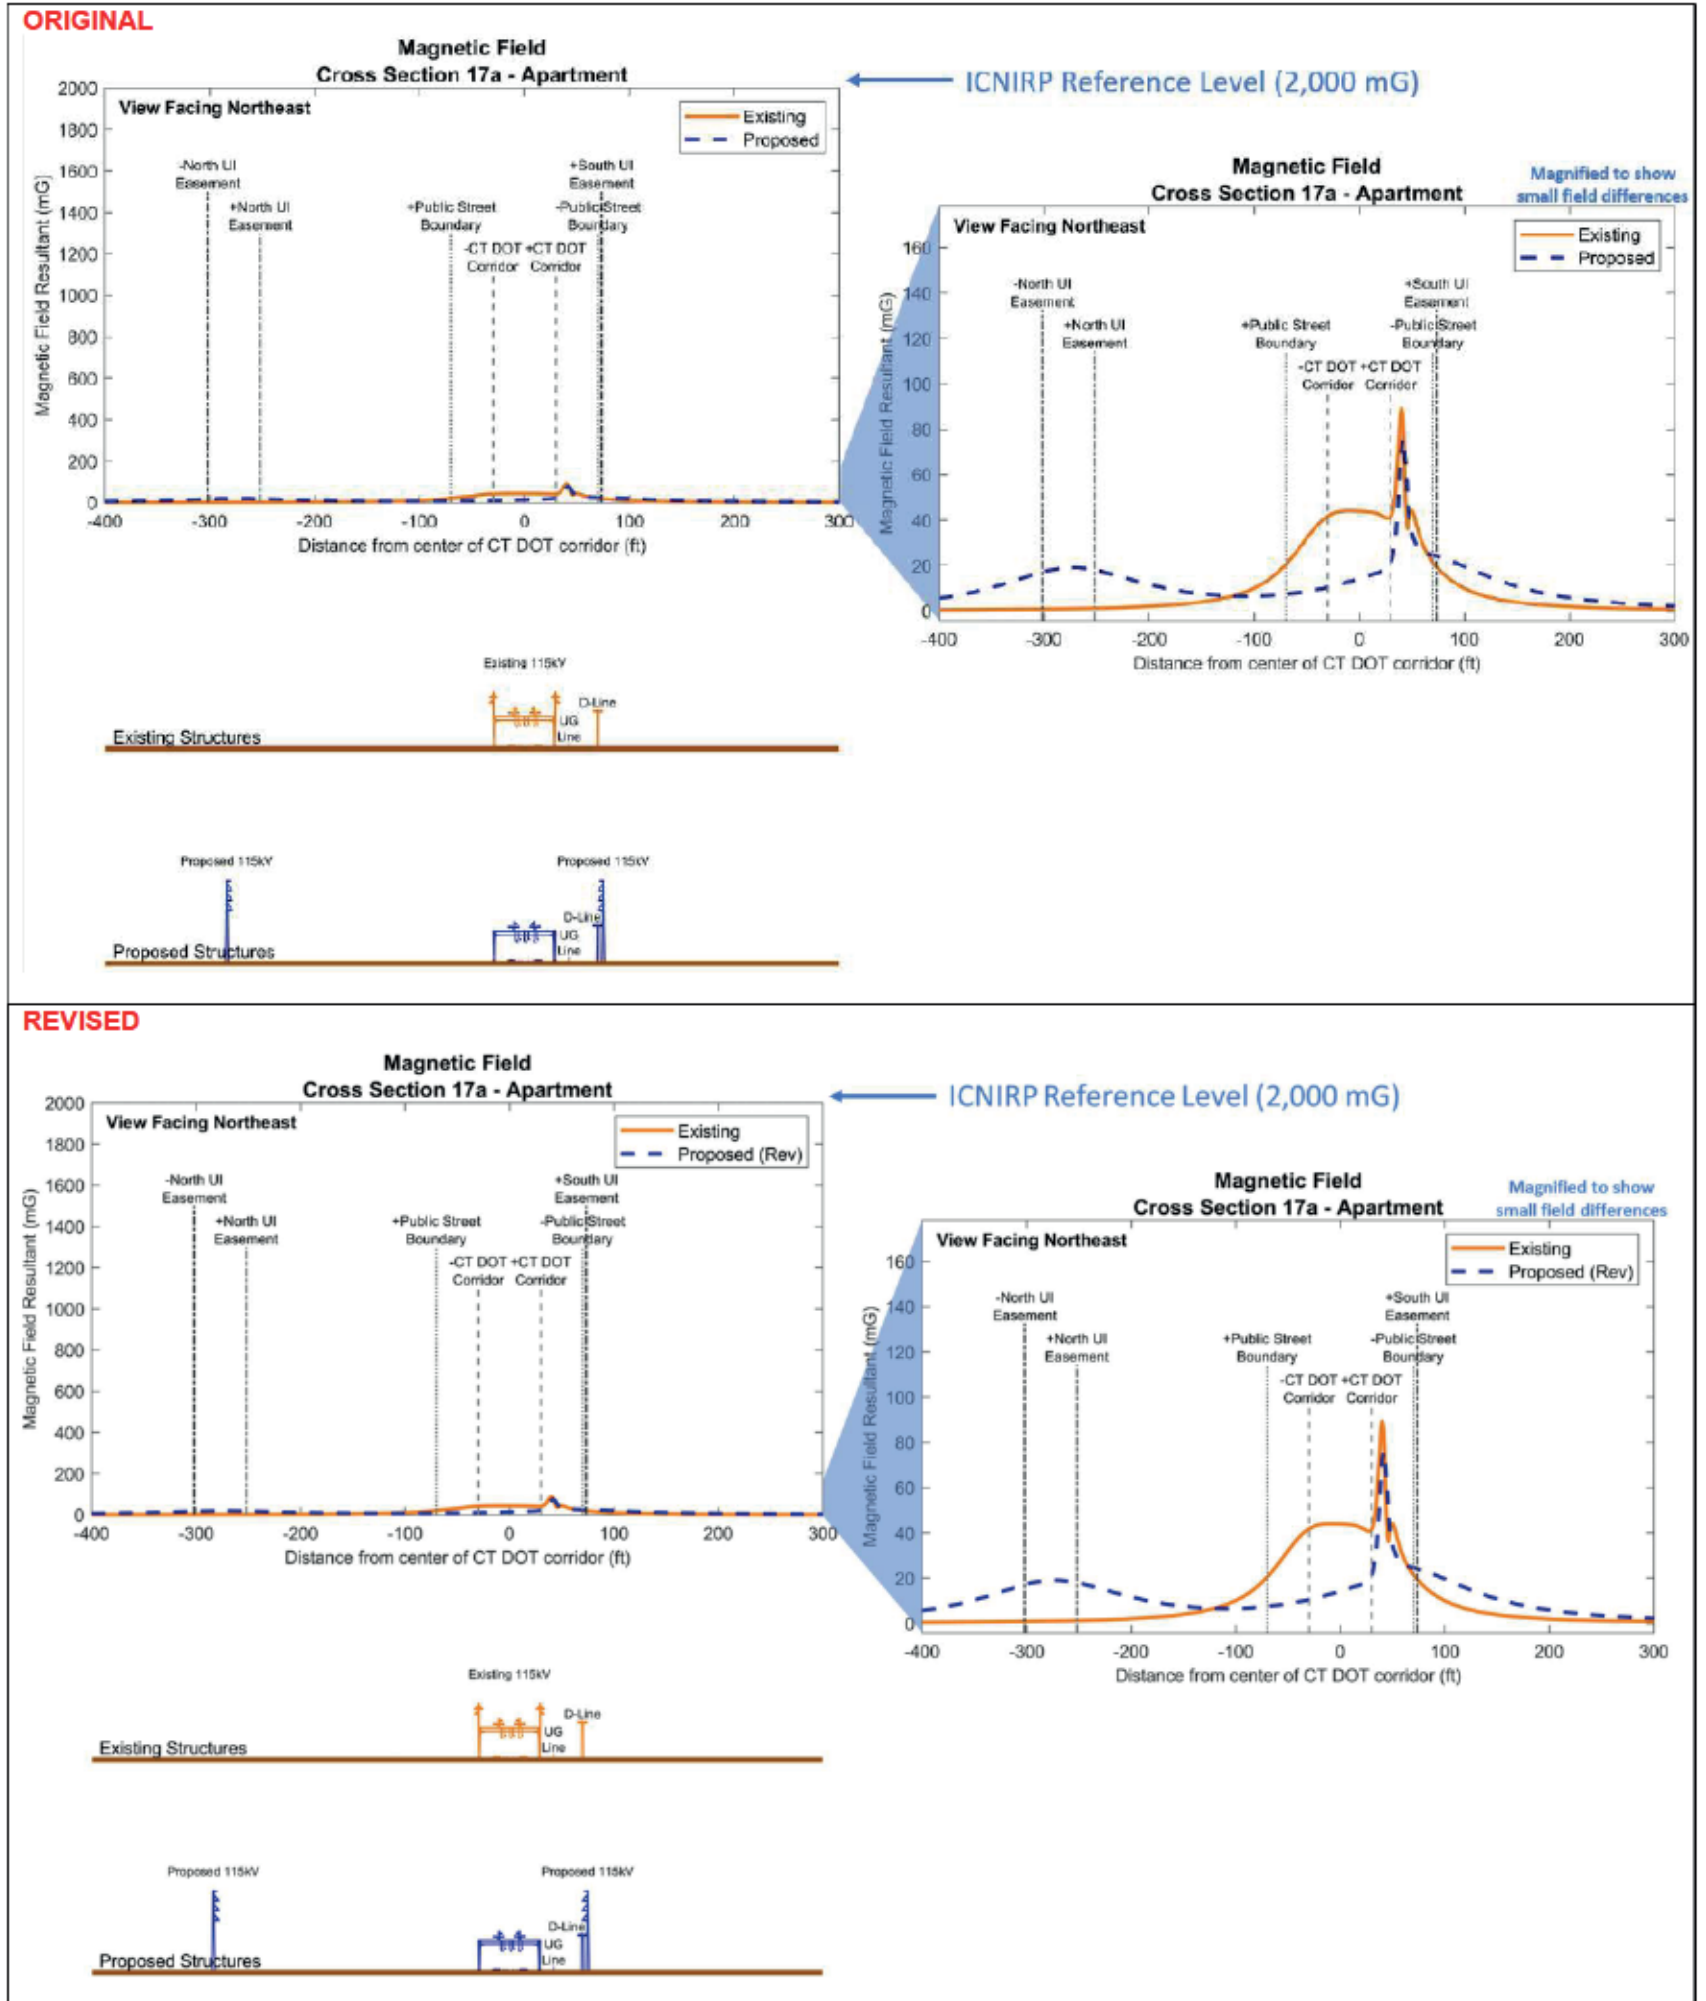 ORIGINAL
Magnetic Field
Cross Section 17a - Apartment
ICNIRP Reference Level (2,000 mG)
View Facing Northeast
Existing
Proposed
2000
1800
1600
1400
1200
1000
800
600
400
200
0
Magnetic Field Resultant (mG)
-North UI
Easement
+North UI
Easement
+Public Street
Boundary
-CT DOT +CT DOT
Corridor Corridor
+South UI
Easement
-Public Street
Boundary
-400 -300 -200 -100 0 100 200 300
Distance from center of CT DOT corridor (ft)
Magnetic Field
Cross Section 17a - Apartment
Magnified to show
small field differences
View Facing Northeast
Existing
Proposed
160
140
120
100
80
60
40
20
0
Magnetic Field Resultant (mG)
-North UI
Easement
+North UI
Easement
+Public Street
Boundary
-CT DOT +CT DOT
Corridor Corridor
+South UI
Easement
-Public Street
Boundary
-400 -300 -200 -100 0 100 200 300
Distance from center of CT DOT corridor (ft)
Existing 115kV
D-Line
UG
Line
Existing Structures
Proposed 115kV
Proposed 115kV
D-Line
UG
Line
Proposed Structures
REVISED
Magnetic Field
Cross Section 17a - Apartment
ICNIRP Reference Level (2,000 mG)
View Facing Northeast
Existing
Proposed (Rev)
2000
1800
1600
1400
1200
1000
800
600
400
200
0
Magnetic Field Resultant (mG)
-North UI
Easement
+North UI
Easement
+Public Street
Boundary
-CT DOT +CT DOT
Corridor Corridor
+South UI
Easement
-Public Street
Boundary
-400 -300 -200 -100 0 100 200 300
Distance from center of CT DOT corridor (ft)
Magnetic Field
Cross Section 17a - Apartment
Magnified to show
small field differences
View Facing Northeast
Existing
Proposed (Rev)
160
140
120
100
80
60
40
20
0
Magnetic Field Resultant (mG)
-North UI
Easement
+North UI
Easement
+Public Street
Boundary
-CT DOT +CT DOT
Corridor Corridor
+South UI
Easement
-Public Street
Boundary
-400 -300 -200 -100 0 100 200 300
Distance from center of CT DOT corridor (ft)
Existing 115kV
D-Line
UG
Line
Existing Structures
Proposed 115kV
Proposed 115kV
D-Line
UG
Line
Proposed Structures